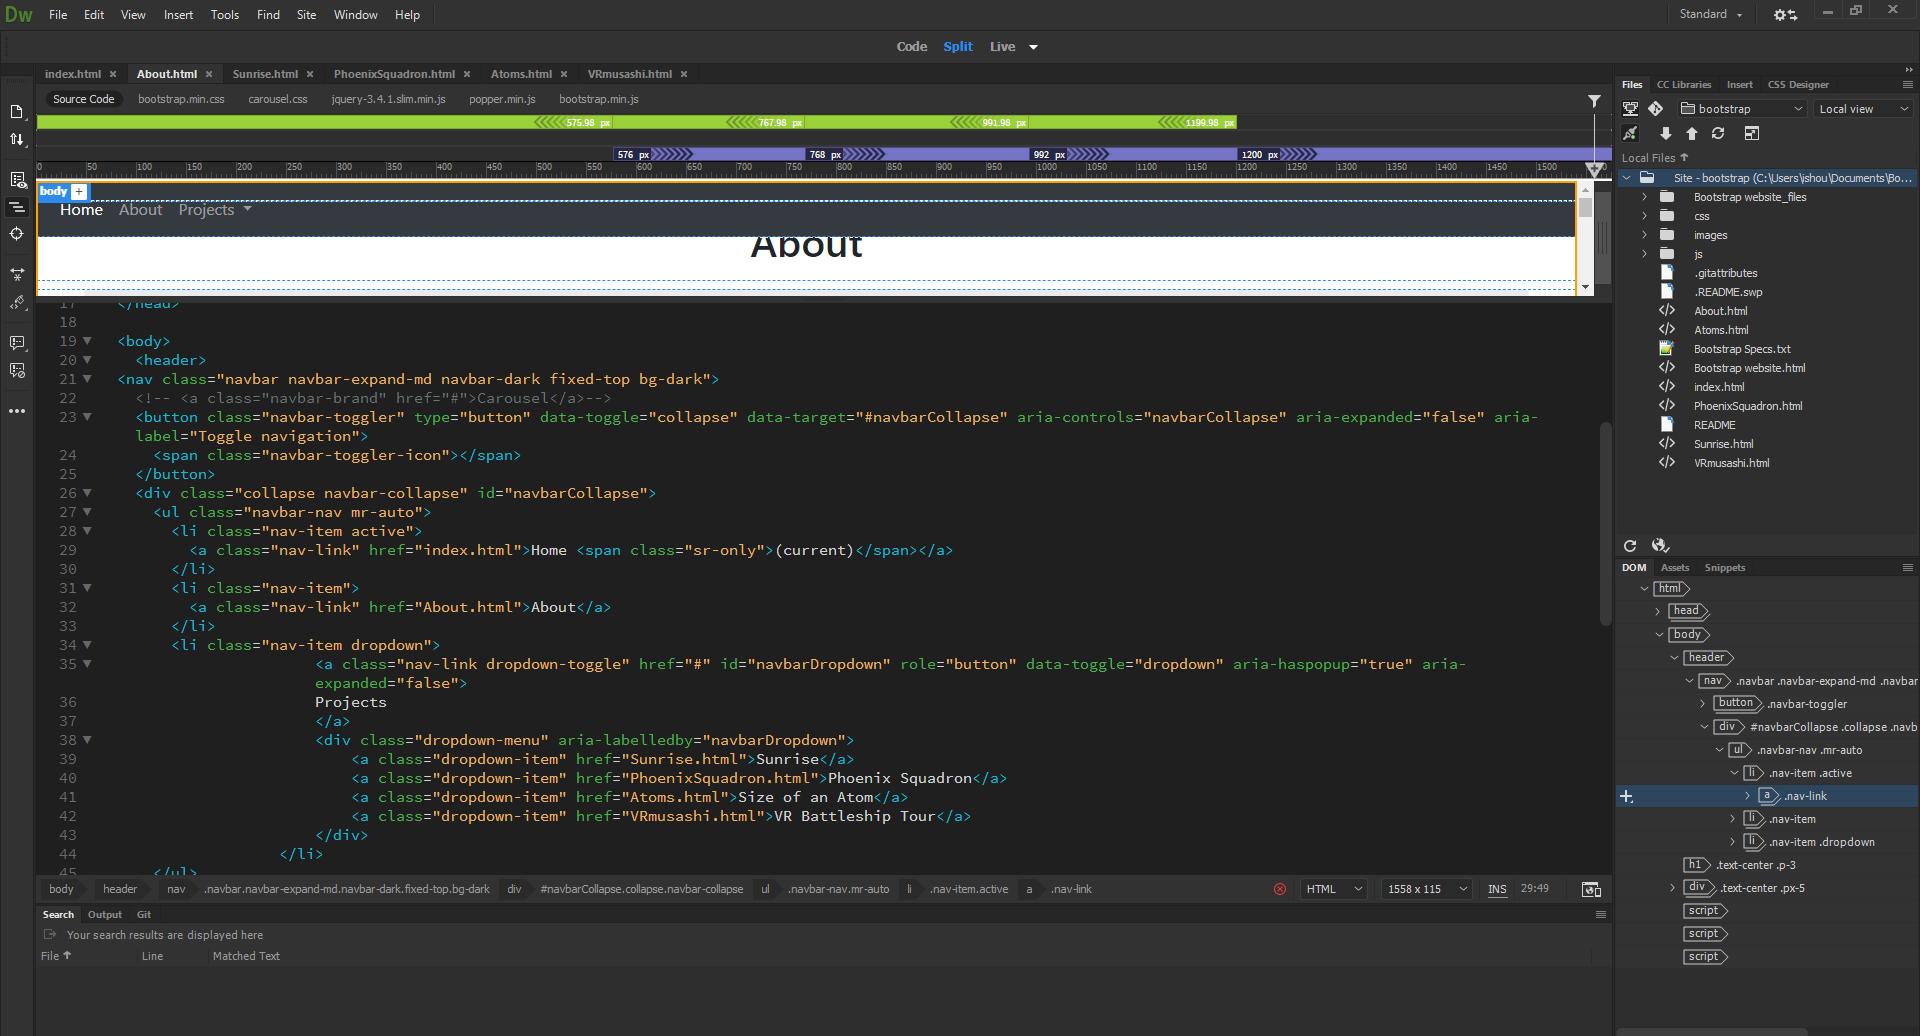 Dw File Edit View Insert Tools Find Site Window Help Standard
Code Split Live
index.html × About.html × Sunrise.html × PhoenixSquadron.html × Atoms.html × VRmusashi.html ×
Source Code bootstrap.min.css carousel.css jquery-3.4.1.slim.min.js popper.min.js bootstrap.min.js
575.98 px 767.98 px 991.98 px 1199.98 px
576 px 768 px 992 px 1200 px
0 50 100 150 200 250 300 350 400 450 500 550 600 650 700 750 800 850 900 950 1000 1050 1100 1150 1200 1250 1300 1350 1400 1450 1500
body +
Home About Projects
About
17 </head>
18
19 <body>
20 <header>
21 <nav class="navbar navbar-expand-md navbar-dark fixed-top bg-dark">
22 <!-- <a class="navbar-brand" href="#">Carousel</a>-->
23 <button class="navbar-toggler" type="button" data-toggle="collapse" data-target="#navbarCollapse" aria-controls="navbarCollapse" aria-expanded="false" aria-
label="Toggle navigation">
24 <span class="navbar-toggler-icon"></span>
25 </button>
26 <div class="collapse navbar-collapse" id="navbarCollapse">
27 <ul class="navbar-nav mr-auto">
28 <li class="nav-item active">
29 <a class="nav-link" href="index.html">Home <span class="sr-only">(current)</span></a>
30 </li>
31 <li class="nav-item">
32 <a class="nav-link" href="About.html">About</a>
33 </li>
34 <li class="nav-item dropdown">
35 <a class="nav-link dropdown-toggle" href="#" id="navbarDropdown" role="button" data-toggle="dropdown" aria-haspopup="true" aria-
expanded="false">
36 Projects
37 </a>
38 <div class="dropdown-menu" aria-labelledby="navbarDropdown">
39 <a class="dropdown-item" href="Sunrise.html">Sunrise</a>
40 <a class="dropdown-item" href="PhoenixSquadron.html">Phoenix Squadron</a>
41 <a class="dropdown-item" href="Atoms.html">Size of an Atom</a>
42 <a class="dropdown-item" href="VRmusashi.html">VR Battleship Tour</a>
43 </div>
44 </li>
45 </ul>
body header nav .navbar.navbar-expand-md.navbar-dark.fixed-top.bg-dark div #navbarCollapse.collapse.navbar-collapse ul .navbar-nav.mr-auto li .nav-item.active a .nav-link HTML 1558 x 115 INS 29:49
Search Output Git
Your search results are displayed here
File Line Matched Text
Files CC Libraries Insert CSS Designer
bootstrap Local view
Local Files
Site - bootstrap (C:\Users\ishou\Documents\Bo...
Bootstrap website_files
css
images
js
.gitattributes
.README.swp
About.html
Atoms.html
Bootstrap Specs.txt
Bootstrap website.html
index.html
PhoenixSquadron.html
README
Sunrise.html
VRmusashi.html
DOM Assets Snippets
html
head
body
header
nav .navbar .navbar-expand-md .navbar
button .navbar-toggler
div #navbarCollapse .collapse .navb
ul .navbar-nav .mr-auto
li .nav-item .active
a .nav-link
li .nav-item
li .nav-item .dropdown
h1 .text-center .p-3
div .text-center .px-5
script
script
script